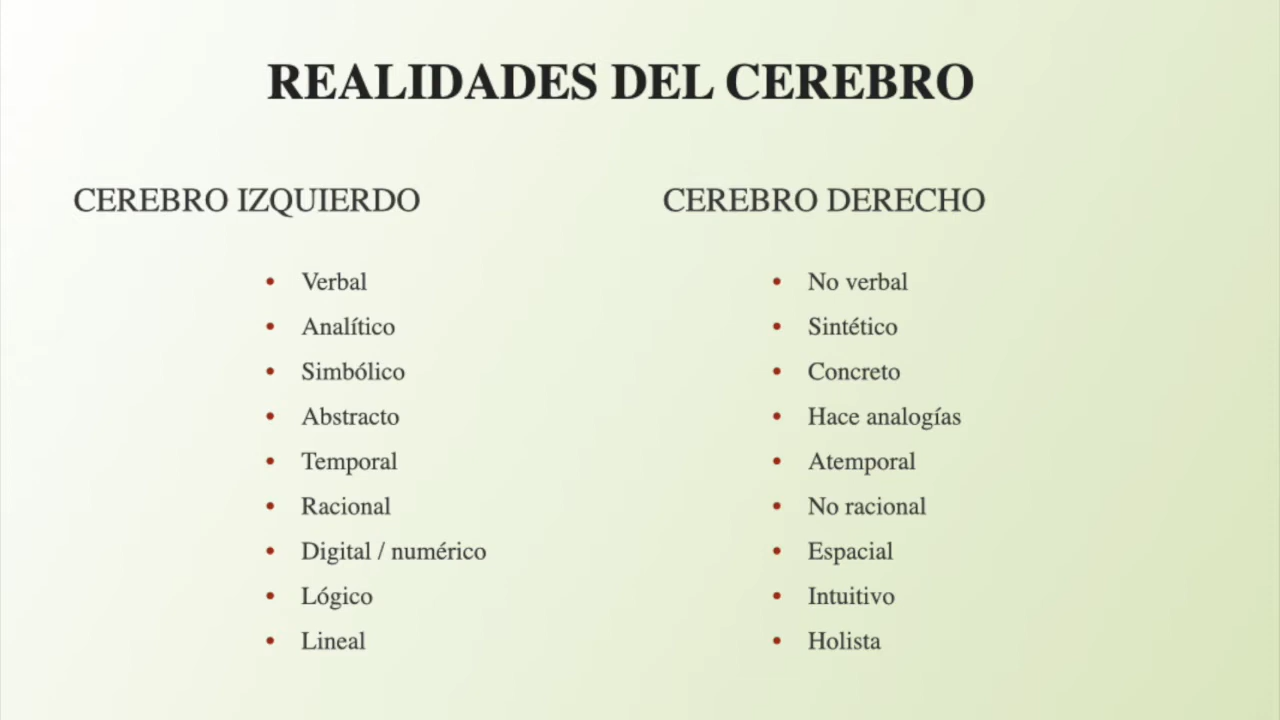 REALIDADES DEL CEREBRO
CEREBRO IZQUIERDO
• Verbal
• Analítico
• Simbólico
• Abstracto
• Temporal
• Racional
• Digital / numérico
• Lógico
• Lineal
CEREBRO DERECHO
• No verbal
• Sintético
• Concreto
• Hace analogías
• Atemporal
• No racional
• Espacial
• Intuitivo
• Holista